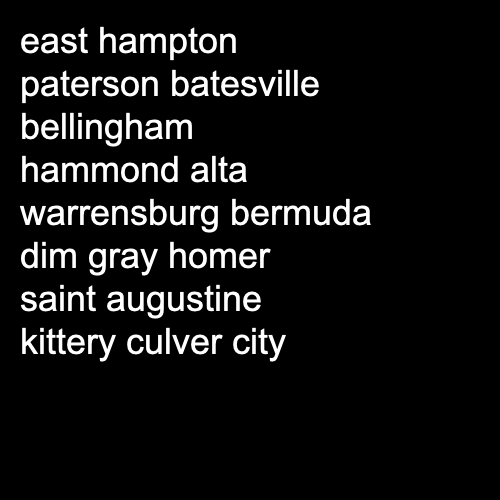 east hampton
paterson batesville
bellingham
hammond alta
warrensburg bermuda
dim gray homer
saint augustine
kittery culver city